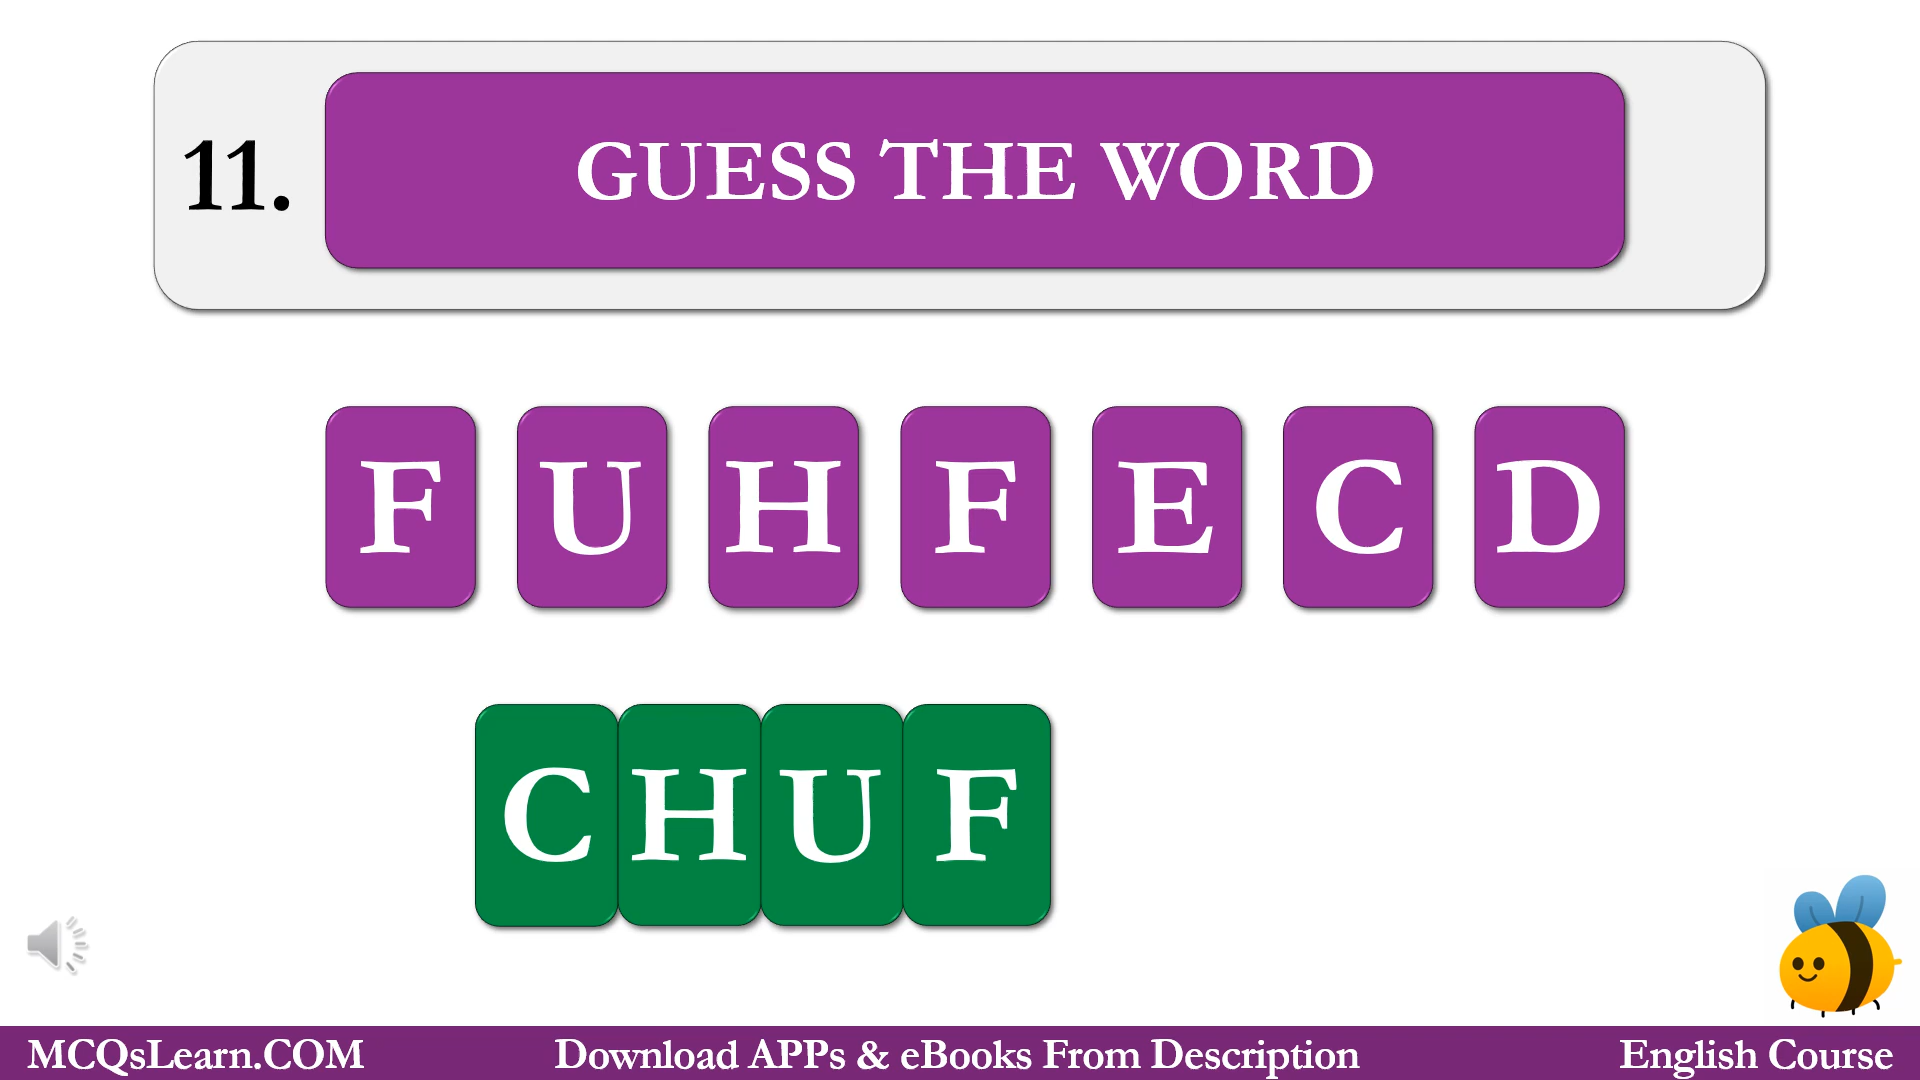 11.
GUESS THE WORD
F U H F E C D
C H U F
MCQsLearn.COM
Download APPs & eBooks From Description
English Course